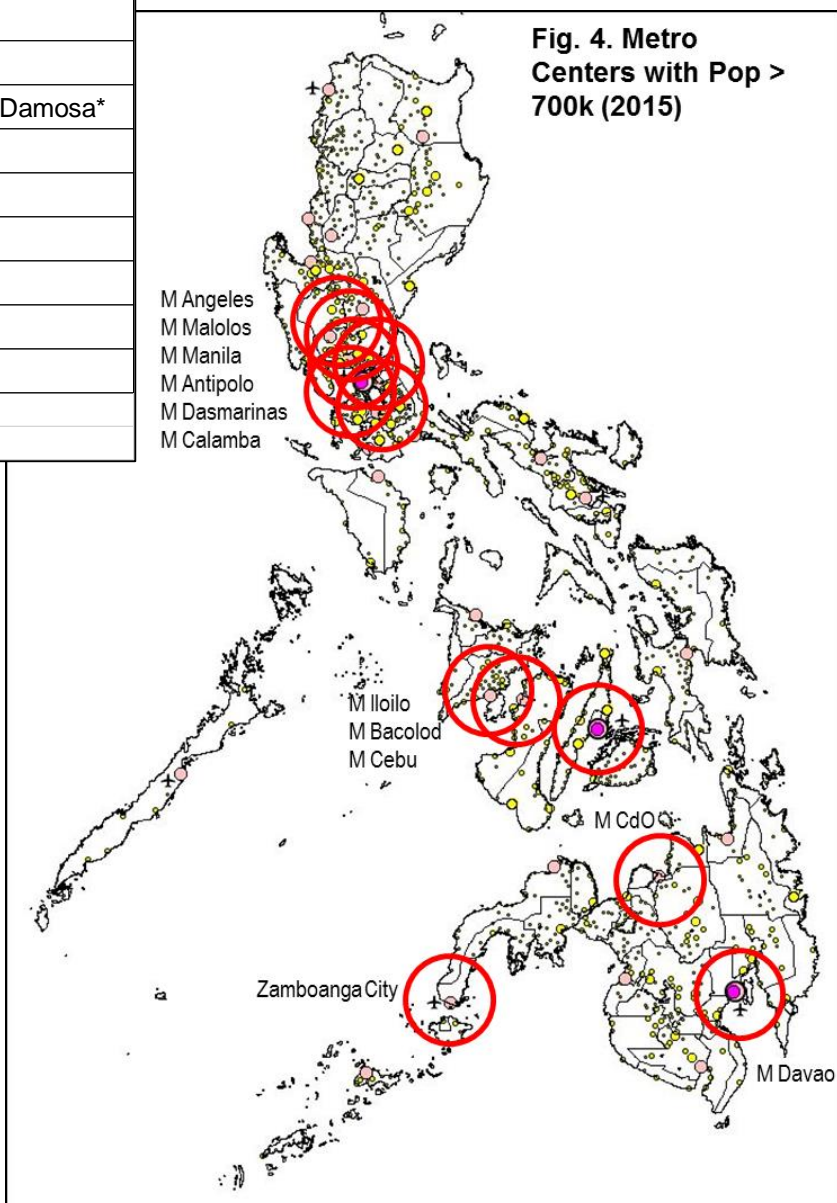 Damosa*
Fig. 4. Metro
Centers with Pop >
700k (2015)
M Angeles
M Malolos
M Manila
M Antipolo
M Dasmarinas
M Calamba
M Iloilo
M Bacolod
M Cebu
M CdO
Zamboanga City
M Davao